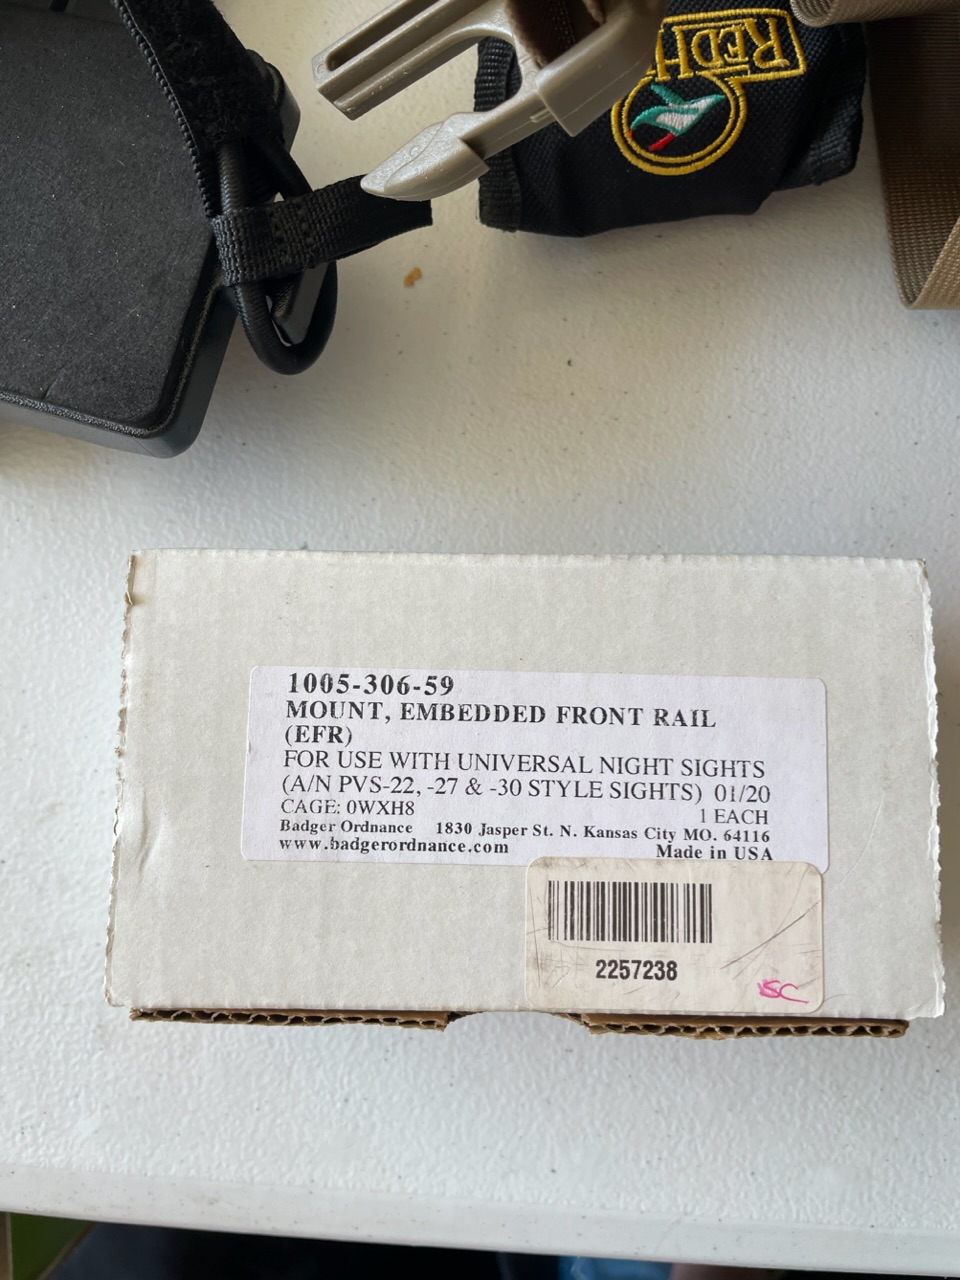 REDH
1005-306-59
MOUNT, EMBEDDED FRONT RAIL
(EFR)
FOR USE WITH UNIVERSAL NIGHT SIGHTS
(A/N PVS-22, -27 & -30 STYLE SIGHTS) 01/20
CAGE: 0WXH8 1 EACH
Badger Ordnance 1830 Jasper St. N. Kansas City MO. 64116
www.badgerordnance.com Made in USA
2257238
SC